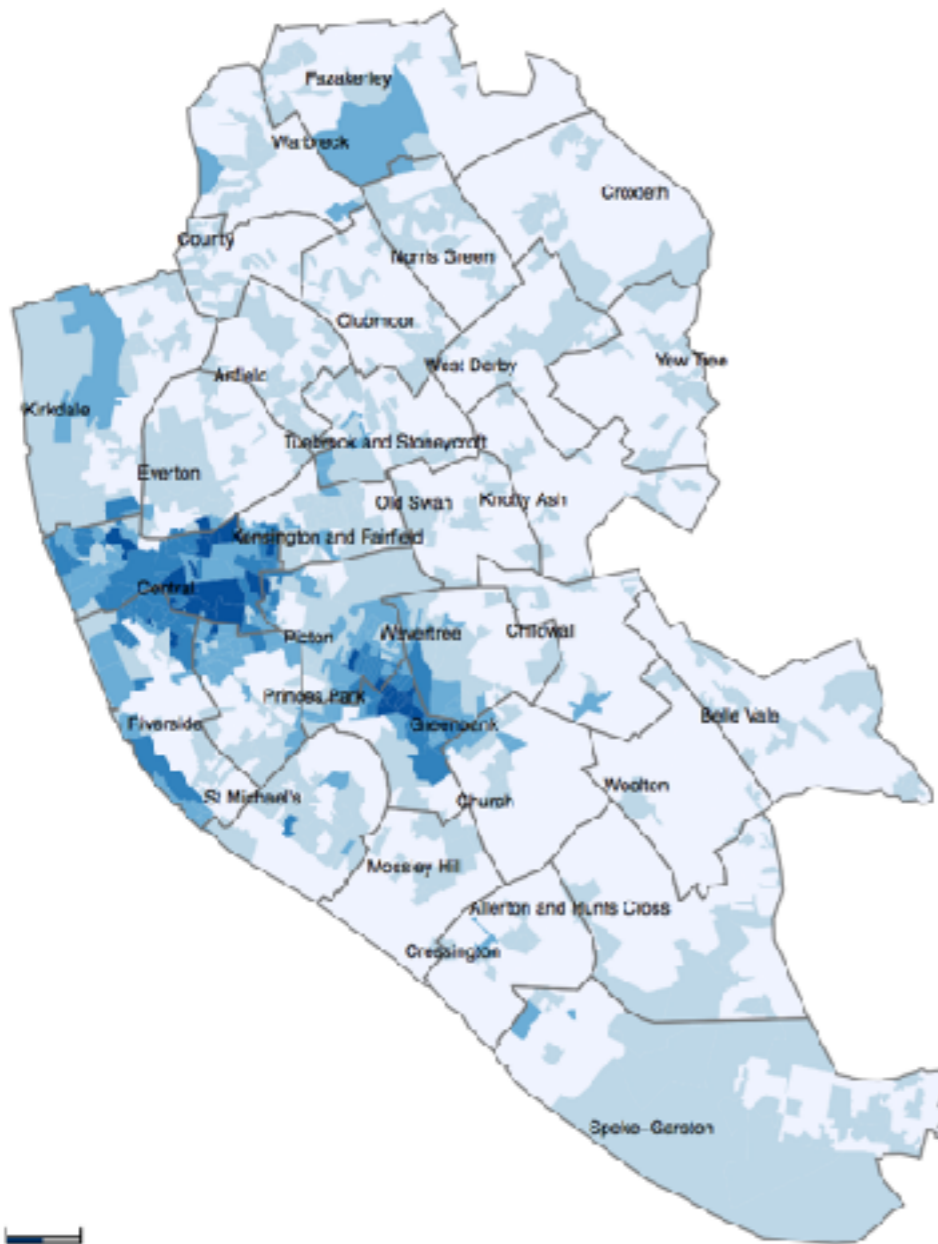 Fazakerley
Warbreck
Croxteth
County
Norris Green
Clubmoor
West Derby
Yew Tree
Anfield
Kirkdale
Tuebrook and Stoneycroft
Everton
Old Swan
Knotty Ash
Kensington and Fairfield
Central
Picton
Wavertree
Childwall
Princes Park
Riverside
Greenbank
Belle Vale
St Michael's
Church
Woolton
Mossley Hill
Allerton and Hunts Cross
Cressington
Speke-Garston